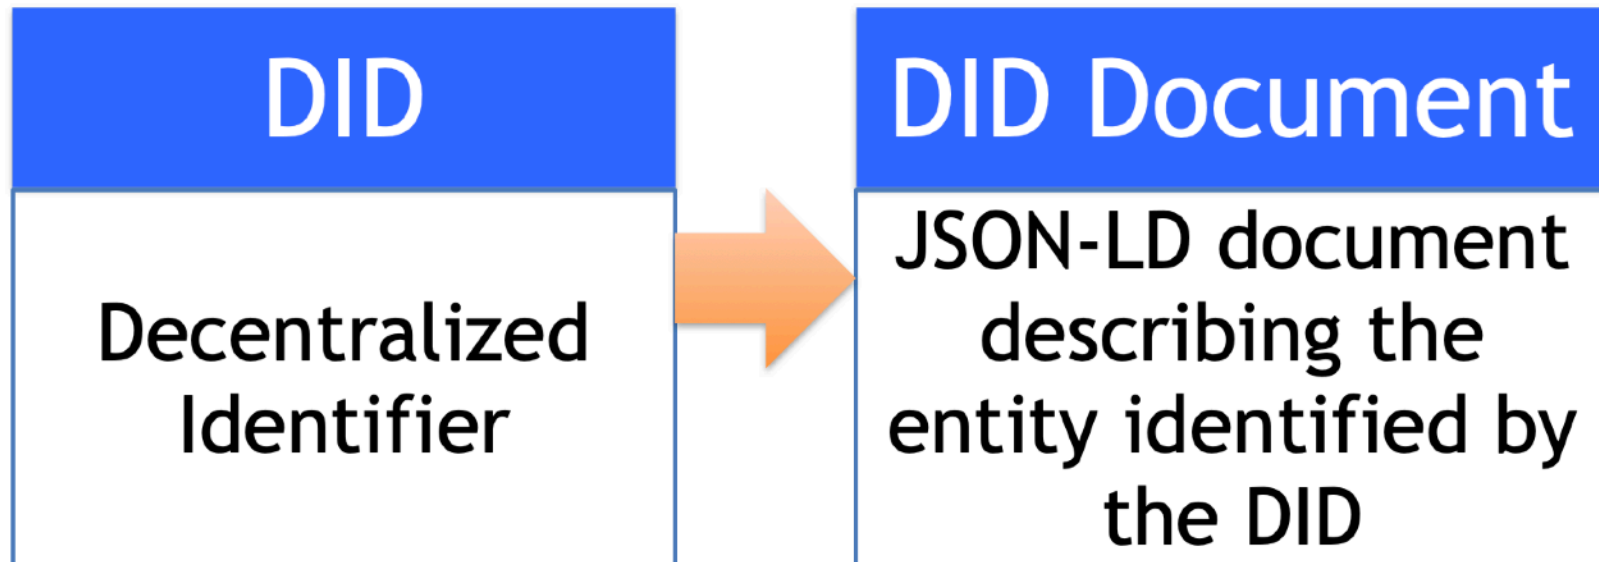 DID
Decentralized
Identifier
DID Document
JSON-LD document
describing the
entity identified by
the DID